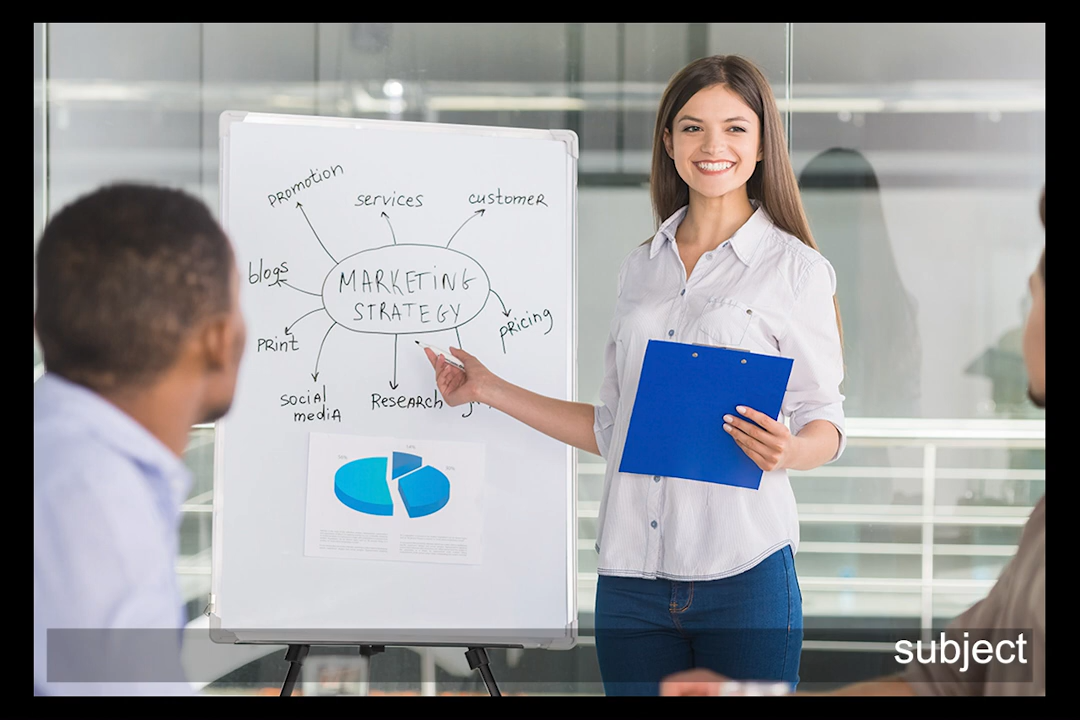 promotion
services
customer
blogs
MARKETING
STRATEGY
pricing
print
social
media
Research
subject